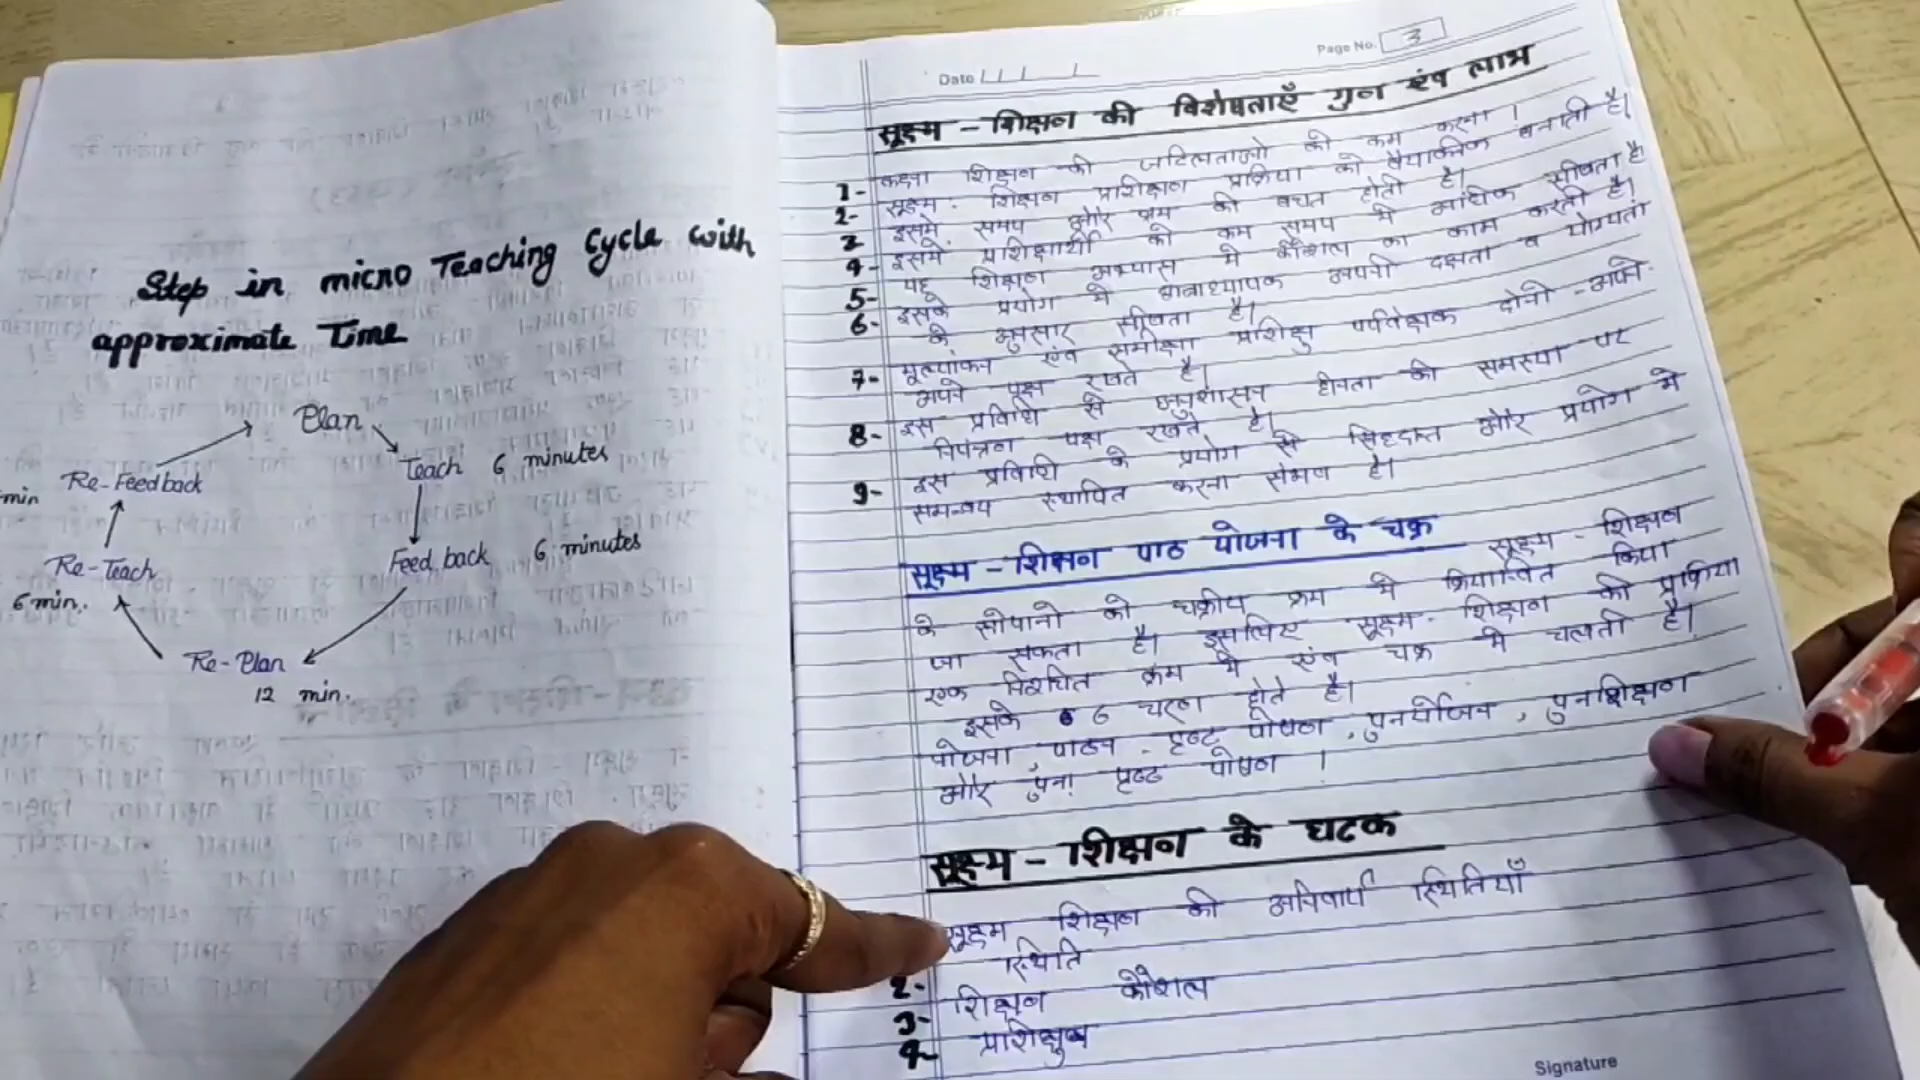 Step in micro Teaching Cycle with
approximate Time
Plan
Teach 6 minutes
Feed back 6 minutes
Re-Plan
12 min.
Re-Teach
6 min.
Re-Feedback
min
Date
Page No. 3
सूक्ष्म - शिक्षण की विशेषताएँ गुण एंव लाभ
1- कक्षा शिक्षण की जटिलताओ को कम करना ।
2- सूक्ष्म - शिक्षण प्रशिक्षण प्रक्रिया को वैयाक्तिक बनाती है।
3 इसमे समय और श्रम की बचत होती है।
4- इसमे प्रशिक्षार्थी को कम समय मे अधिक सीखता है।
5- यह शिक्षण अभ्यास मे कौशल का काम करती है।
6- इसके प्रयोग मे छात्राध्यापक अपनी दक्षता व योग्यता
के अनुसार सीखता है।
7- मूल्यांकन एंव समीक्षा प्रशिक्षु पर्यवेक्षक दोनो - अपने
अपने पक्ष रखते है।
8- इस प्रविधि से अनुशासन हीनता की समस्या पर
नियंत्रण पक्ष रखते है।
9- इस प्रविधि के प्रयोग से सिद्दान्त और प्रयोग मे
समन्वय स्थापित करना संभव है।
सूक्ष्म - शिक्षण पाठ योजना के चक्र सूक्ष्म - शिक्षण
के सोपानो को चक्रीय क्रम मे क्रियान्वित किया
जा सकता है। इसलिए सूक्ष्म - शिक्षण की प्रक्रिया
एक निश्चित क्रम मे एंव चक्र मे चलती है।
इसके 6 चरण होते है।
योजना, पाठन - पृष्ट पोषण, पुनर्योजन, पुनशिक्षण
और पुनः पृष्ट पोषण ।
सूक्ष्म - शिक्षण के घटक
सूक्ष्म शिक्षण की अनिवार्य स्थितियाँ
स्थिति
2-
3- शिक्षण कौशल
4- प्रशिक्षुक
Signature